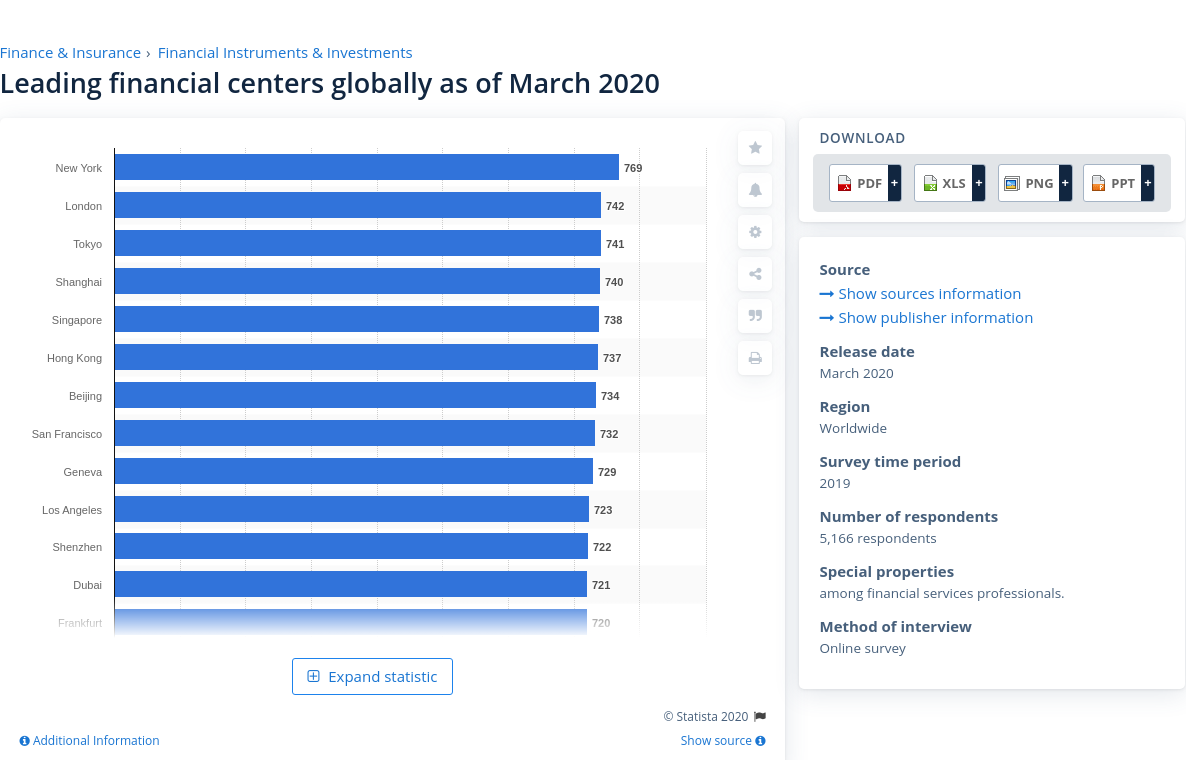 Finance & Insurance › Financial Instruments & Investments
Leading financial centers globally as of March 2020
New York 769
London 742
Tokyo 741
Shanghai 740
Singapore 738
Hong Kong 737
Beijing 734
San Francisco 732
Geneva 729
Los Angeles 723
Shenzhen 722
Dubai 721
Frankfurt 720
Expand statistic
© Statista 2020
Additional Information
Show source
DOWNLOAD
PDF + XLS + PNG + PPT +
Source
Show sources information
Show publisher information
Release date
March 2020
Region
Worldwide
Survey time period
2019
Number of respondents
5,166 respondents
Special properties
among financial services professionals.
Method of interview
Online survey